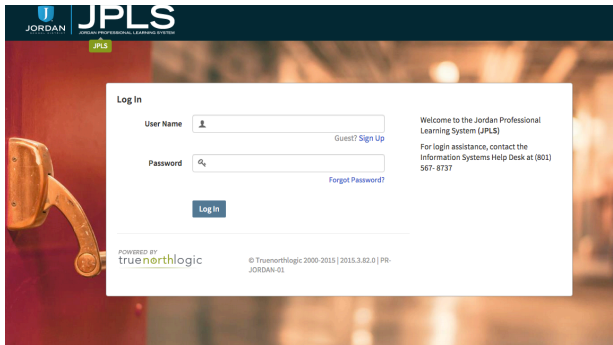 JORDAN
JPLS
JORDAN PROFESSIONAL LEARNING SYSTEM
JPLS
Log In
User Name
Guest? Sign Up
Password
Forgot Password?
Log In
Welcome to the Jordan Professional
Learning System (JPLS)
For login assistance, contact the
Information Systems Help Desk at (801)
567- 8737
POWERED BY
truenorthlogic
© Truenorthlogic 2000-2015 | 2015.3.82.0 | PR-
JORDAN-01